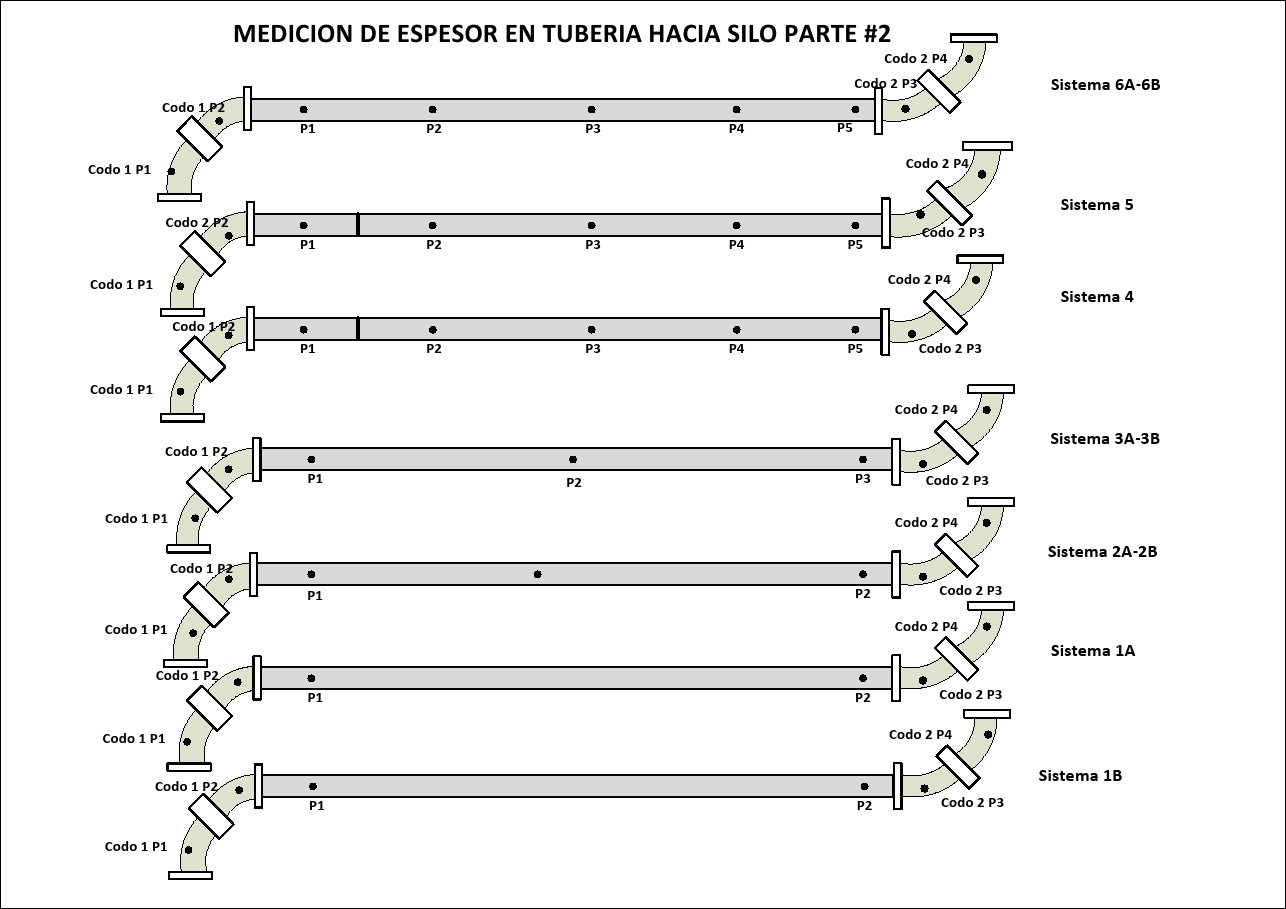 MEDICION DE ESPESOR EN TUBERIA HACIA SILO PARTE #2
Codo 2 P4
Codo 2 P3
Sistema 6A-6B
Codo 1 P2
P1 P2 P3 P4 P5
Codo 1 P1
Codo 2 P4
Sistema 5
Codo 2 P2
Codo 2 P3
P1 P2 P3 P4 P5
Codo 1 P1
Codo 2 P4
Sistema 4
Codo 1 P2
P1 P2 P3 P4 P5 Codo 2 P3
Codo 1 P1
Codo 2 P4
Sistema 3A-3B
Codo 1 P2
P1 P2 P3 Codo 2 P3
Codo 1 P1
Codo 2 P4
Sistema 2A-2B
Codo 1 P2
P1 P2 Codo 2 P3
Codo 1 P1
Codo 2 P4
Sistema 1A
Codo 1 P2
P1 P2 Codo 2 P3
Codo 1 P1
Codo 2 P4
Sistema 1B
Codo 1 P2
P1 P2 Codo 2 P3
Codo 1 P1